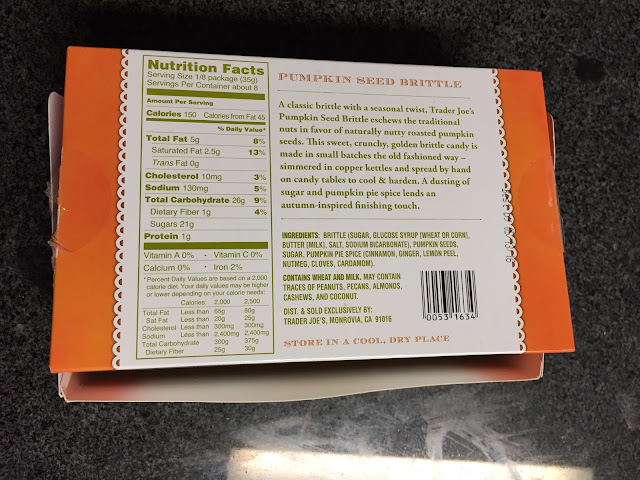 Nutrition Facts
Serving Size 1/8 package (35g)
Servings Per Container about 8
Amount Per Serving
Calories 150 Calories from Fat 45
% Daily Value*
Total Fat 5g 8%
Saturated Fat 2.5g 13%
Trans Fat 0g
Cholesterol 10mg 3%
Sodium 130mg 5%
Total Carbohydrate 26g 9%
Dietary Fiber 1g 4%
Sugars 21g
Protein 1g
Vitamin A 0% • Vitamin C 0%
Calcium 0% • Iron 2%
*Percent Daily Values are based on a 2,000
calorie diet. Your daily values may be higher
or lower depending on your calorie needs:
Calories: 2,000 2,500
Total Fat Less than 65g 80g
Sat Fat Less than 20g 25g
Cholesterol Less than 300mg 300mg
Sodium Less than 2,400mg 2,400mg
Total Carbohydrate 300g 375g
Dietary Fiber 25g 30g
PUMPKIN SEED BRITTLE
A classic brittle with a seasonal twist, Trader Joe's
Pumpkin Seed Brittle eschews the traditional
nuts in favor of naturally nutty roasted pumpkin
seeds. This sweet, crunchy, golden brittle candy is
made in small batches the old fashioned way –
simmered in copper kettles and spread by hand
on candy tables to cool & harden. A dusting of
sugar and pumpkin pie spice lends an
autumn-inspired finishing touch.
INGREDIENTS: BRITTLE (SUGAR, GLUCOSE SYRUP (WHEAT OR CORN),
BUTTER (MILK), SALT, SODIUM BICARBONATE), PUMPKIN SEEDS,
SUGAR, PUMPKIN PIE SPICE (CINNAMON, GINGER, LEMON PEEL,
NUTMEG, CLOVES, CARDAMOM).
CONTAINS WHEAT AND MILK. MAY CONTAIN
TRACES OF PEANUTS, PECANS, ALMONDS,
CASHEWS, AND COCONUT.
DIST. & SOLD EXCLUSIVELY BY:
TRADER JOE'S, MONROVIA, CA 91016
0053 1634
STORE IN A COOL, DRY PLACE